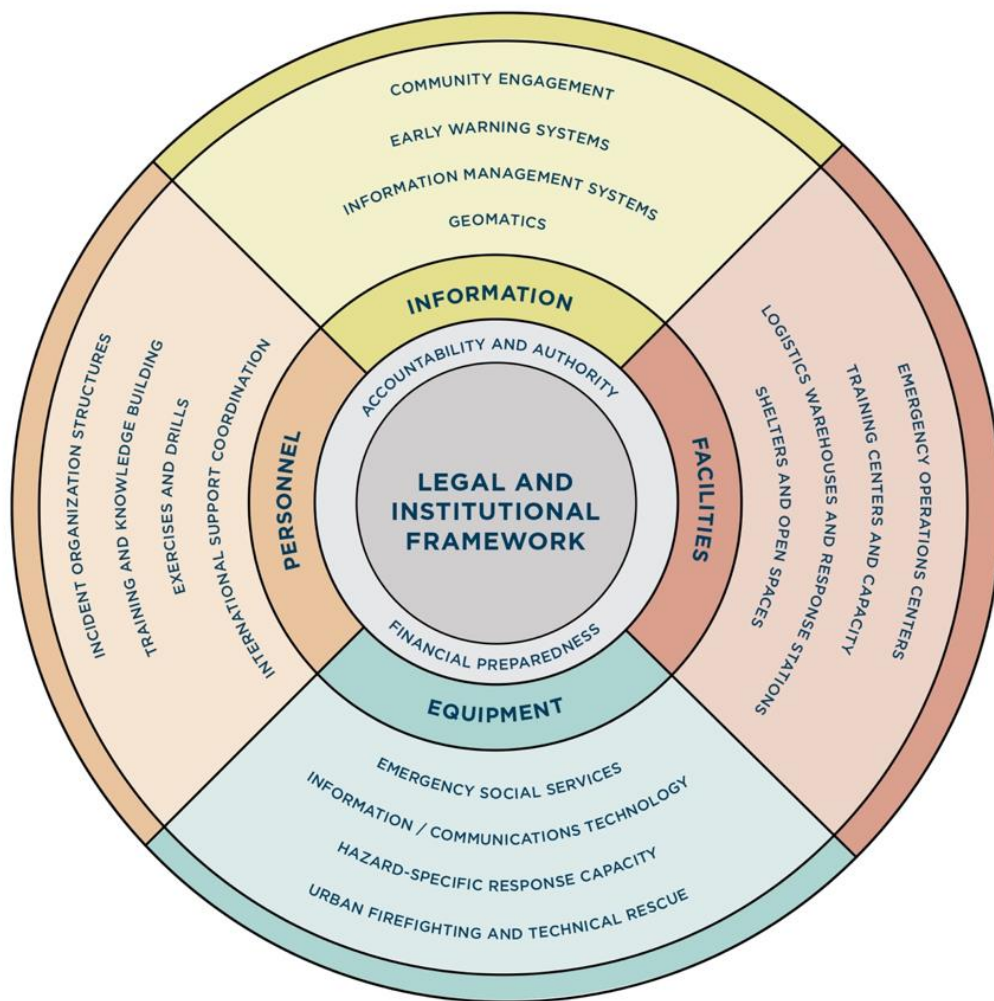 COMMUNITY ENGAGEMENT
EARLY WARNING SYSTEMS
INFORMATION MANAGEMENT SYSTEMS
GEOMATICS
INFORMATION
ACCOUNTABILITY AND AUTHORITY
LEGAL AND
INSTITUTIONAL
FRAMEWORK
FINANCIAL PREPAREDNESS
FACILITIES
EMERGENCY OPERATIONS CENTERS
TRAINING CENTERS AND CAPACITY
LOGISTICS WAREHOUSES AND RESPONSE STATIONS
SHELTERS AND OPEN SPACES
EQUIPMENT
EMERGENCY SOCIAL SERVICES
INFORMATION / COMMUNICATIONS TECHNOLOGY
HAZARD-SPECIFIC RESPONSE CAPACITY
URBAN FIREFIGHTING AND TECHNICAL RESCUE
PERSONNEL
INCIDENT ORGANIZATION STRUCTURES
TRAINING AND KNOWLEDGE BUILDING
EXERCISES AND DRILLS
INTERNATIONAL SUPPORT COORDINATION